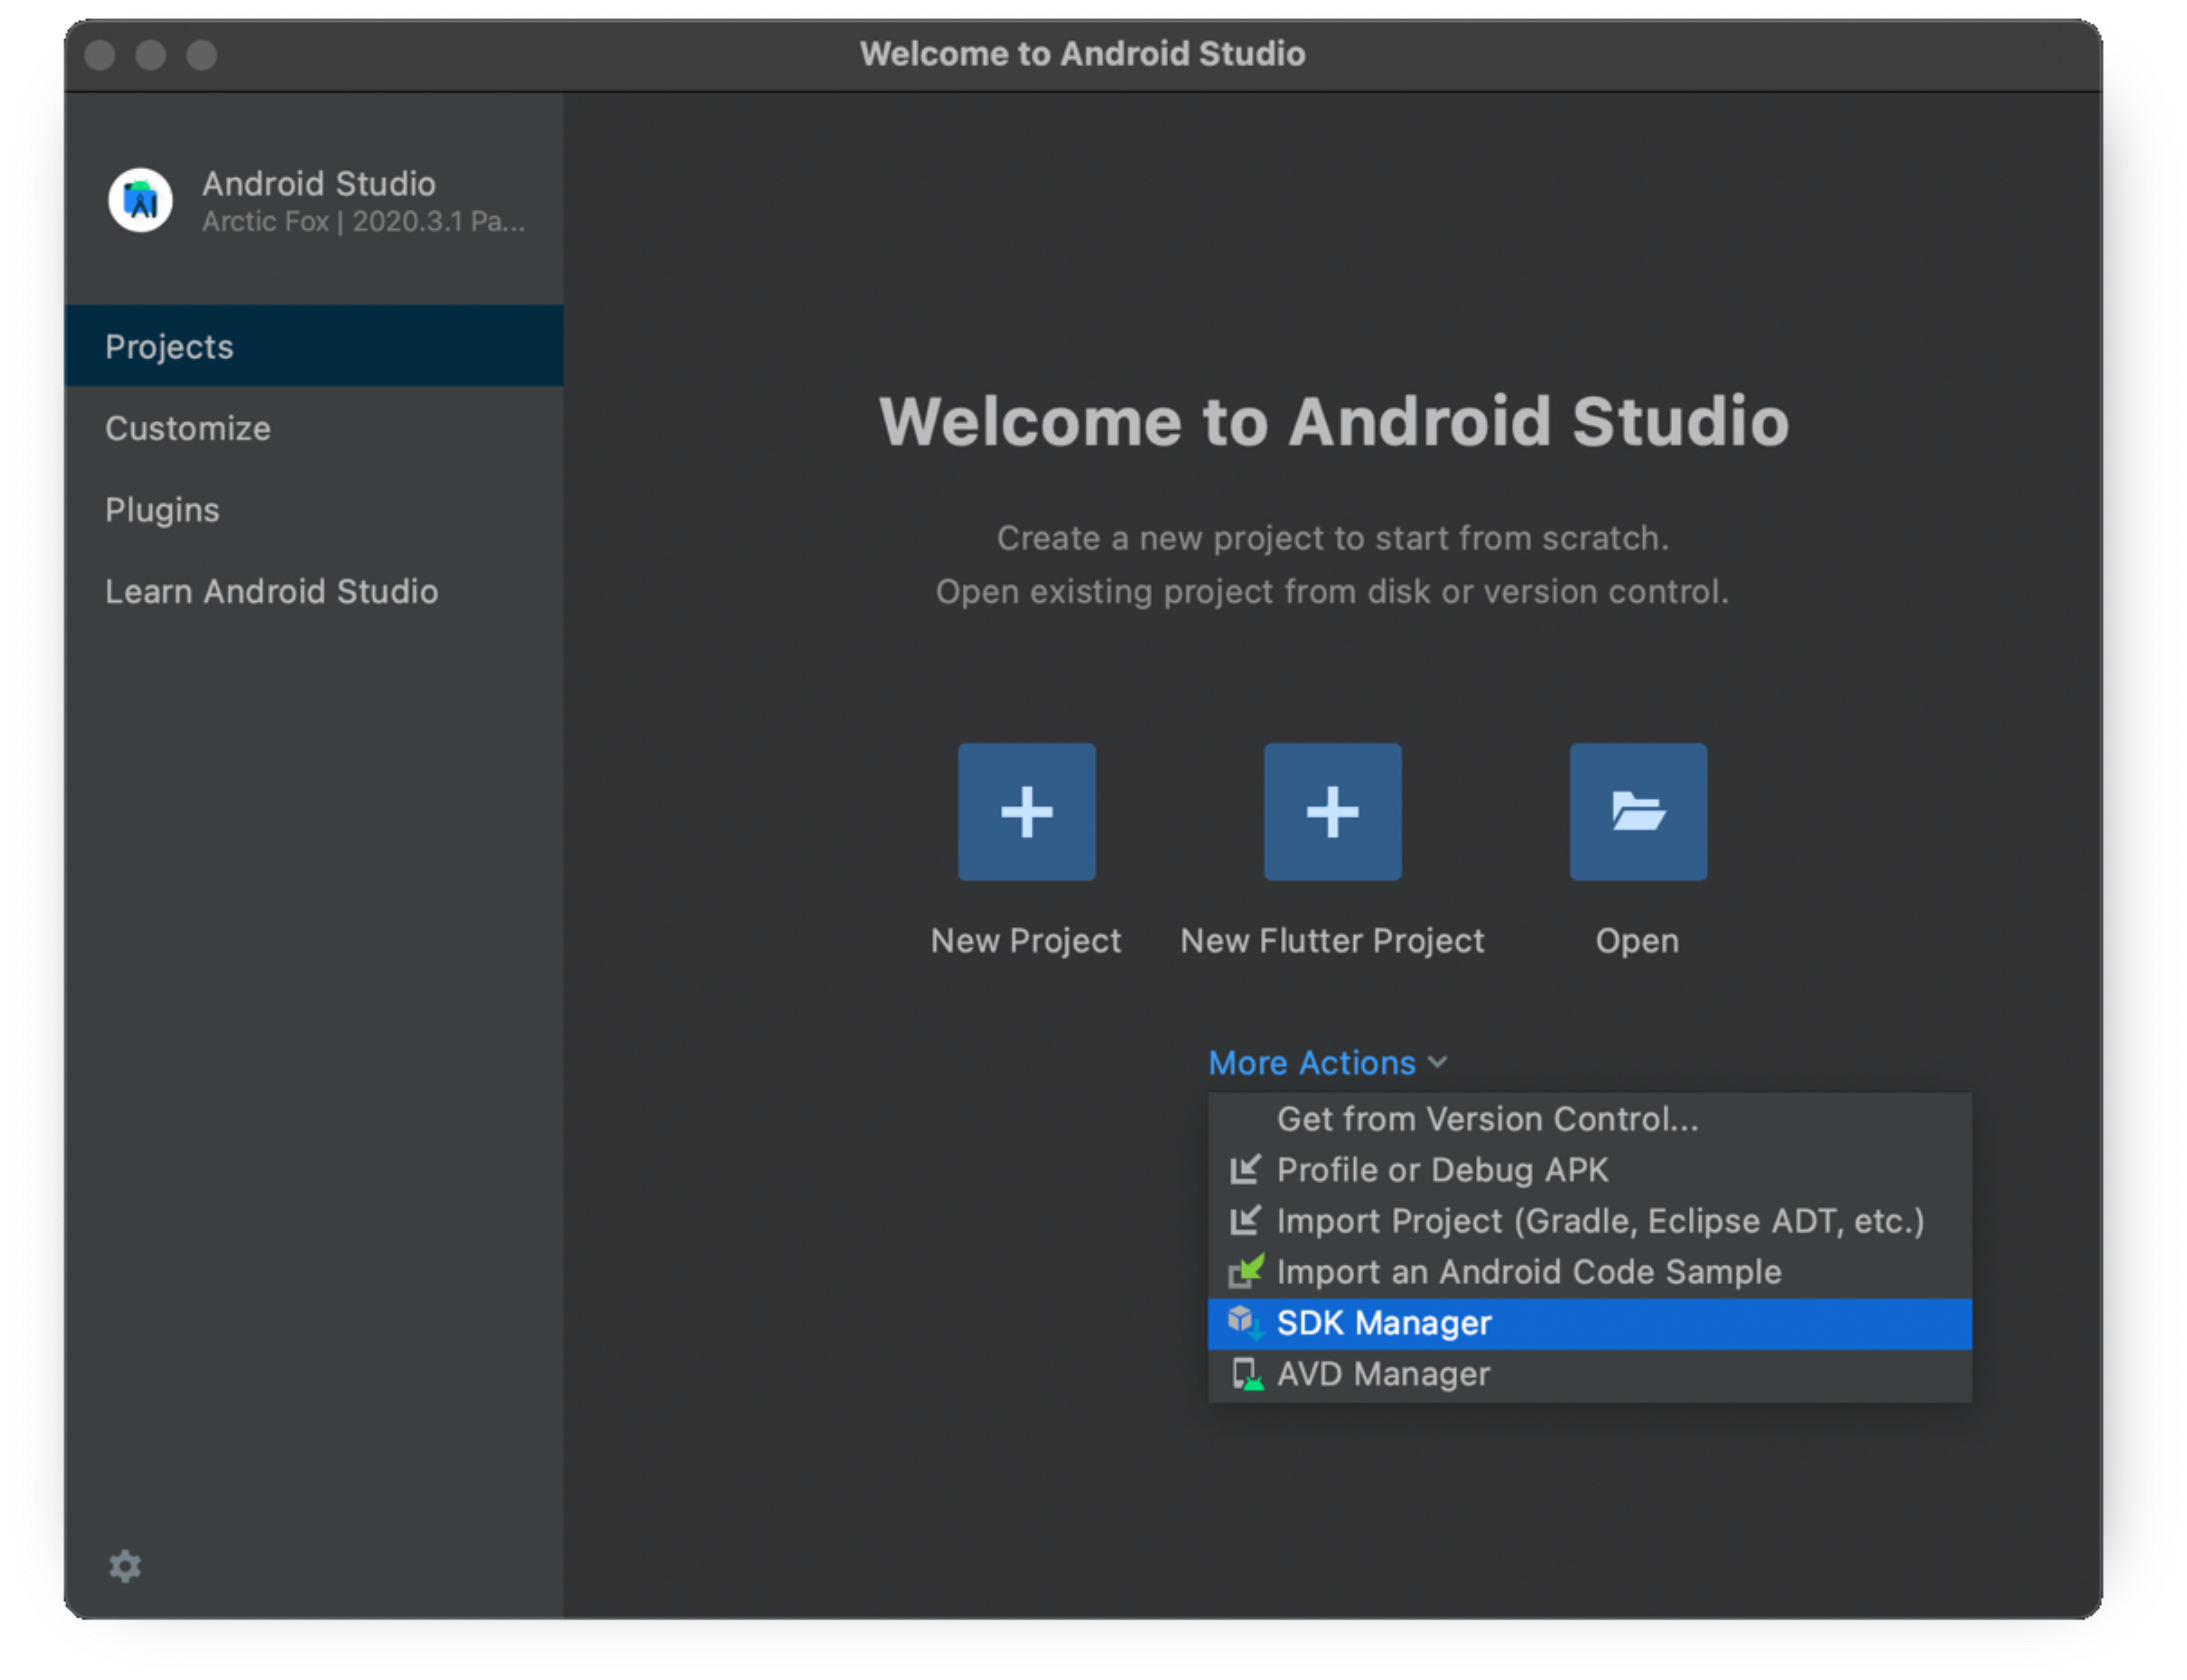 Welcome to Android Studio
Android Studio
Arctic Fox | 2020.3.1 Pa...
Projects
Customize
Plugins
Learn Android Studio
Welcome to Android Studio
Create a new project to start from scratch.
Open existing project from disk or version control.
New Project
New Flutter Project
Open
More Actions
Get from Version Control...
Profile or Debug APK
Import Project (Gradle, Eclipse ADT, etc.)
Import an Android Code Sample
SDK Manager
AVD Manager